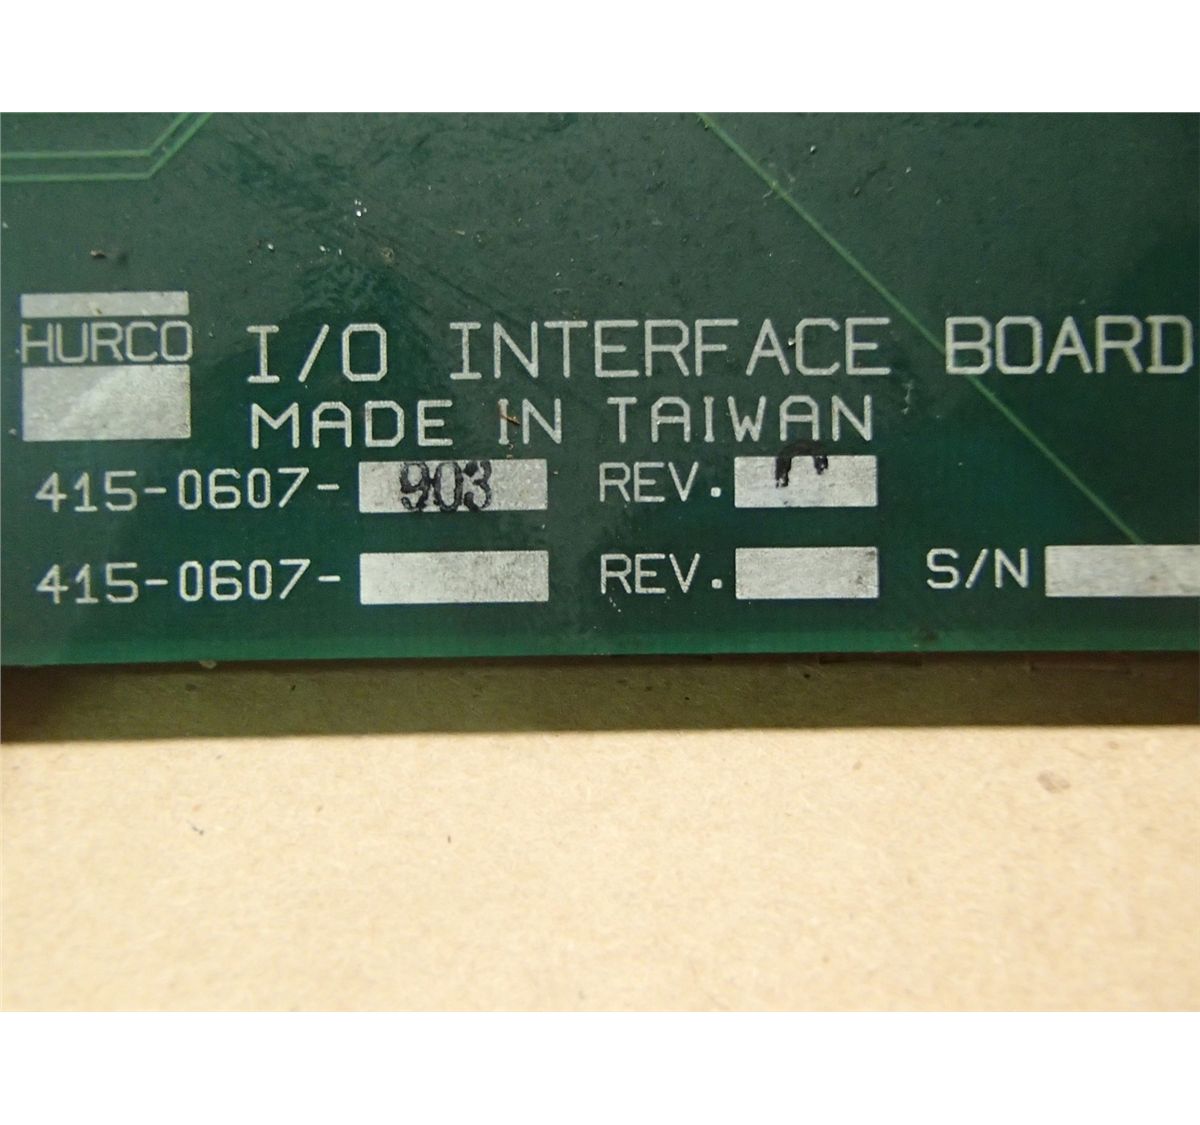 HURCO
I/O INTERFACE BOARD
MADE IN TAIWAN
415-0607-903 REV.
415-0607- REV. S/N